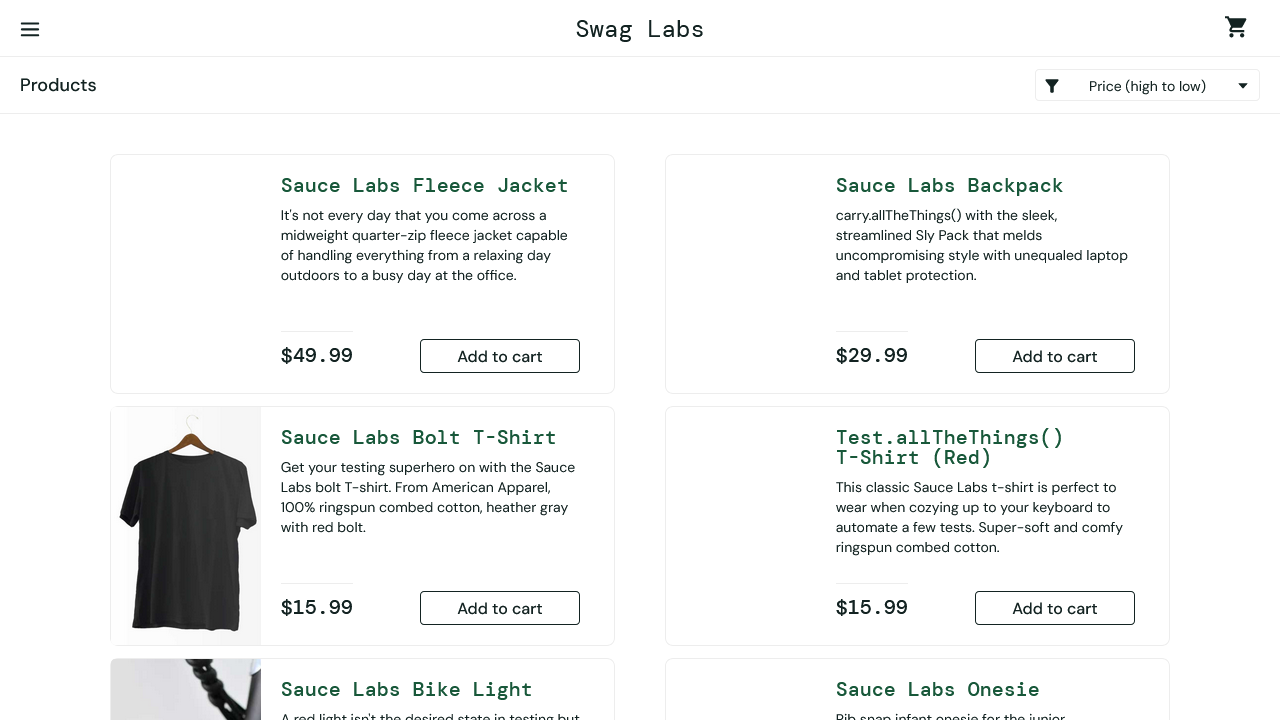 Swag Labs
Products
Price (high to low)
Sauce Labs Fleece Jacket
It's not every day that you come across a
midweight quarter-zip fleece jacket capable
of handling everything from a relaxing day
outdoors to a busy day at the office.
$49.99
Add to cart
Sauce Labs Backpack
carry.allTheThings() with the sleek,
streamlined Sly Pack that melds
uncompromising style with unequaled laptop
and tablet protection.
$29.99
Add to cart
Sauce Labs Bolt T-Shirt
Get your testing superhero on with the Sauce
Labs bolt T-shirt. From American Apparel,
100% ringspun combed cotton, heather gray
with red bolt.
$15.99
Add to cart
Test.allTheThings()
T-Shirt (Red)
This classic Sauce Labs t-shirt is perfect to
wear when cozying up to your keyboard to
automate a few tests. Super-soft and comfy
ringspun combed cotton.
$15.99
Add to cart
Sauce Labs Bike Light
A red light isn't the desired state in testing but
Sauce Labs Onesie
Rib snap infant onesie for the junior